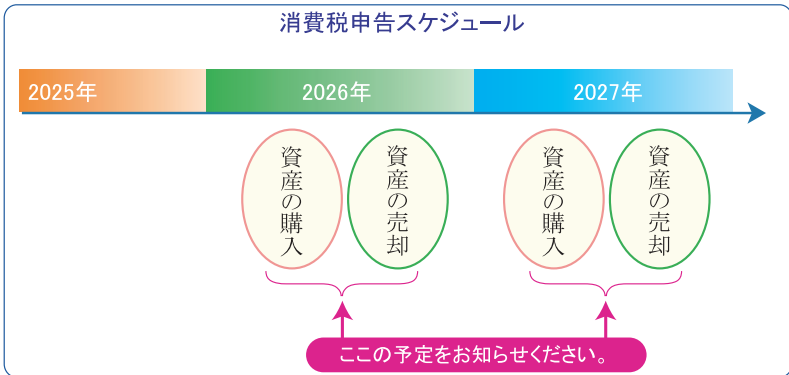 消費税申告スケジュール
2025年
2026年
2027年
資産の購入
資産の売却
資産の購入
資産の売却
ここの予定をお知らせください。